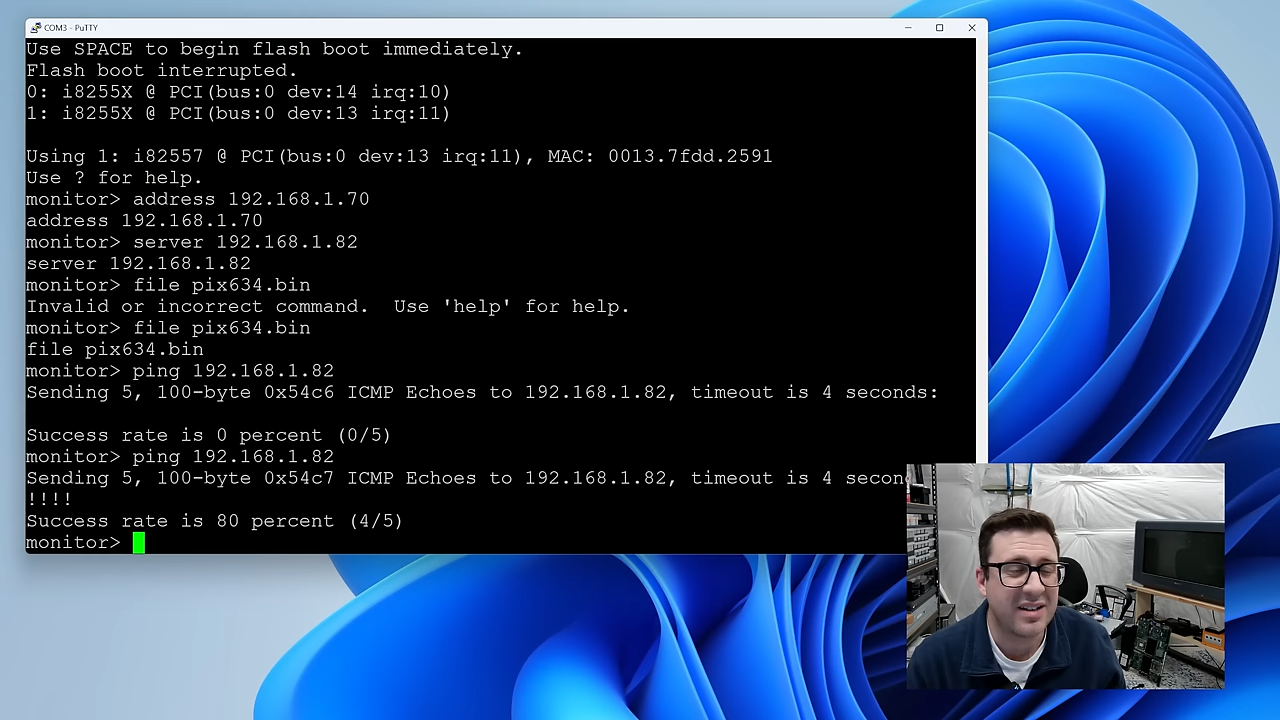 COM3 - PuTTY
Use SPACE to begin flash boot immediately.
Flash boot interrupted.
0: i8255X @ PCI(bus:0 dev:14 irq:10)
1: i8255X @ PCI(bus:0 dev:13 irq:11)
Using 1: i82557 @ PCI(bus:0 dev:13 irq:11), MAC: 0013.7fdd.2591
Use ? for help.
monitor> address 192.168.1.70
address 192.168.1.70
monitor> server 192.168.1.82
server 192.168.1.82
monitor> file pix634.bin
Invalid or incorrect command.  Use 'help' for help.
monitor> file pix634.bin
file pix634.bin
monitor> ping 192.168.1.82
Sending 5, 100-byte 0x54c6 ICMP Echoes to 192.168.1.82, timeout is 4 seconds:
Success rate is 0 percent (0/5)
monitor> ping 192.168.1.82
Sending 5, 100-byte 0x54c7 ICMP Echoes to 192.168.1.82, timeout is 4 secon
!!!!
Success rate is 80 percent (4/5)
monitor>